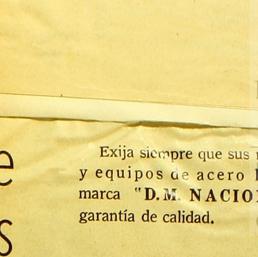 Exija siempre que sus
y equipos de acero
marca "D.M. NACIO
garantía de calidad.
e
s